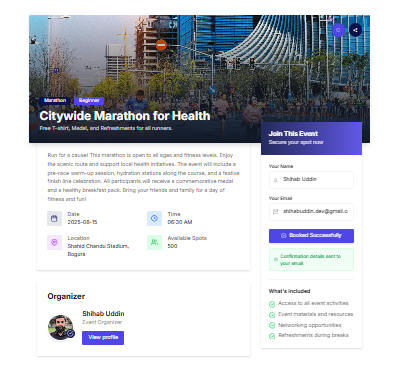 Marathon
Beginner
Citywide Marathon for Health
Free T-shirt, Medal, and Refreshments for all runners.
Run for a cause! This marathon is open to all ages and fitness levels. Enjoy
the scenic route and support local health initiatives. The event will include a
pre-race warm-up session, hydration stations along the course, and a festive
finish line celebration. All participants will receive a commemorative medal
and a healthy breakfast pack. Bring your friends and family for a day of
fitness and fun!
Date
2025-08-15
Time
06:30 AM
Location
Shahid Chandu Stadium,
Bogura
Available Spots
500
Organizer
Shihab Uddin
Event Organizer
View profile
Join This Event
Secure your spot now
Your Name
Shihab Uddin
Your Email
shihabuddin.dev@gmail.c
Booked Successfully
Confirmation details sent to
your email
What's included
Access to all event activities
Event materials and resources
Networking opportunities
Refreshments during breaks